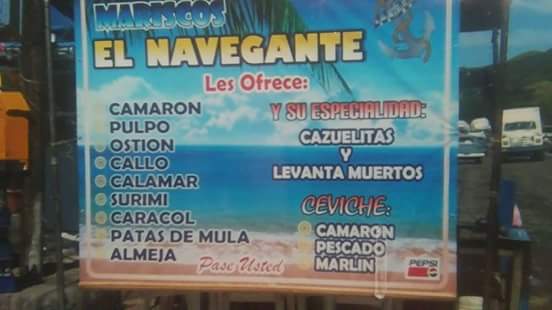 MARISCOS
EL NAVEGANTE
Les Ofrece:
CAMARON
PULPO
OSTION
CALLO
CALAMAR
SURIMI
CARACOL
PATAS DE MULA
ALMEJA
Pase Usted
Y SU ESPECIALIDAD:
CAZUELITAS
Y
LEVANTA MUERTOS
CEVICHE:
CAMARON
PESCADO
MARLIN
PEPSI